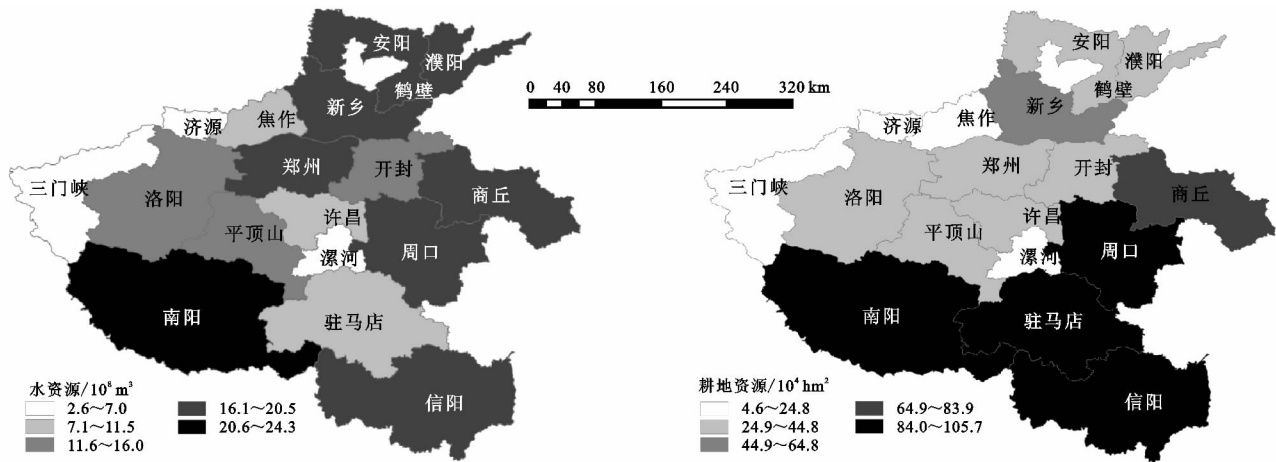 安阳
濮阳
鹤壁
新乡
焦作
济源
三门峡
洛阳
郑州
开封
商丘
平顶山
许昌
漯河
周口
南阳
驻马店
信阳
水资源/10⁸ m³
2.6～7.0
7.1～11.5
11.6～16.0
16.1～20.5
20.6～24.3
0 40 80 160 240 320 km
安阳
濮阳
鹤壁
新乡
焦作
济源
三门峡
洛阳
郑州
开封
商丘
平顶山
许昌
漯河
周口
南阳
驻马店
信阳
耕地资源/10⁴ hm²
4.6～24.8
24.9～44.8
44.9～64.8
64.9～83.9
84.0～105.7